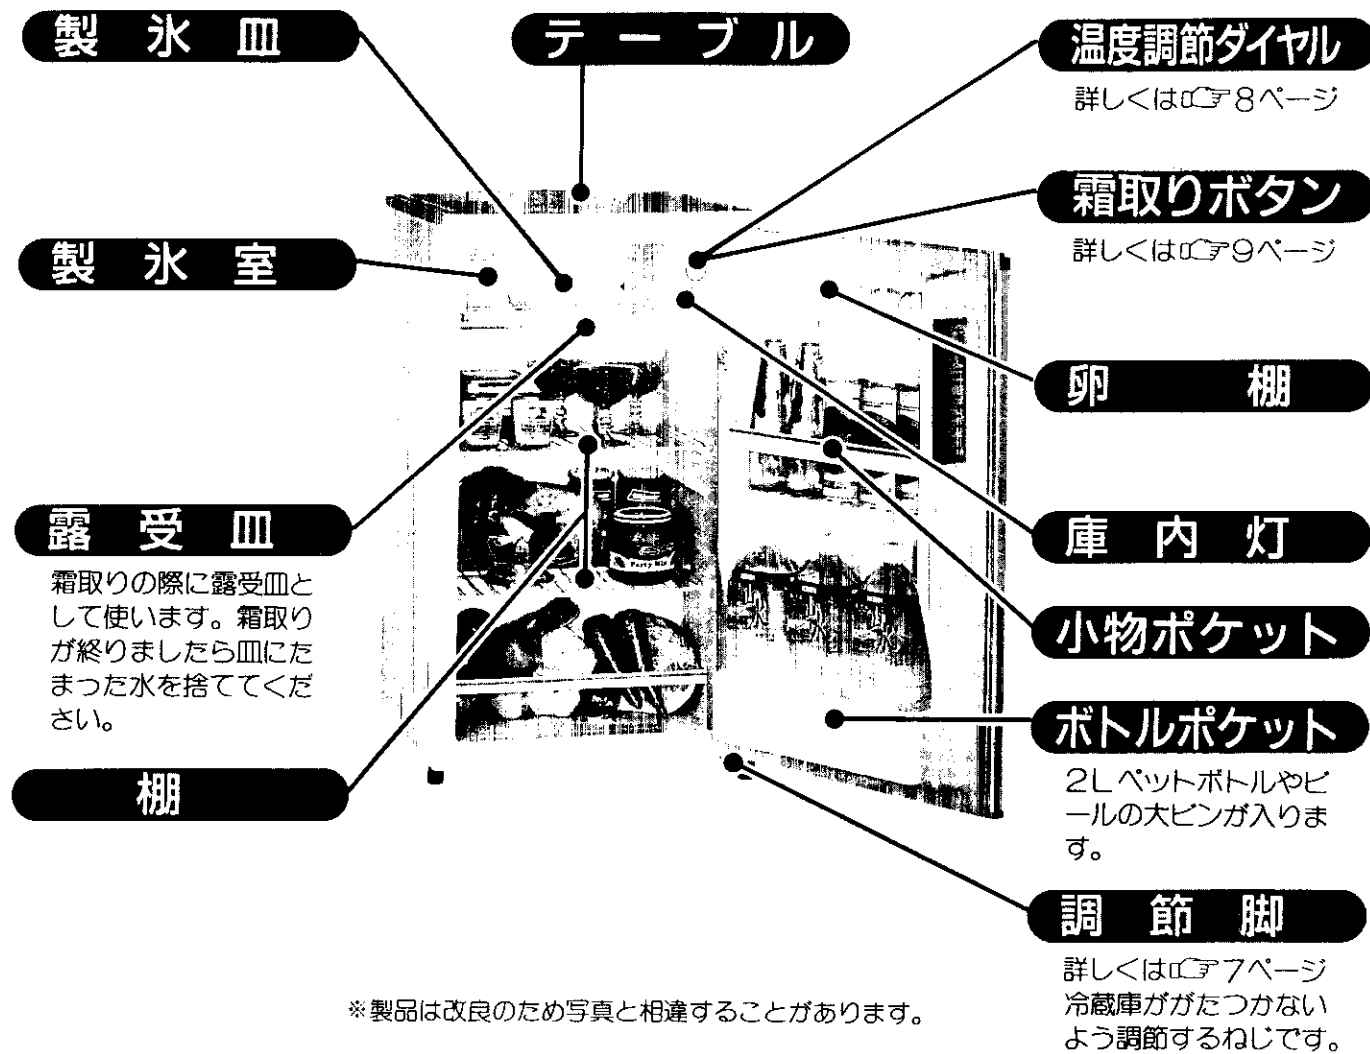 製氷皿
テーブル
温度調節ダイヤル
詳しくは☞8ページ
霜取りボタン
詳しくは☞9ページ
製氷室
卵棚
露受皿
霜取りの際に露受皿と
して使います。霜取り
が終りましたら皿にた
まった水を捨ててくだ
さい。
庫内灯
小物ポケット
ボトルポケット
2Lペットボトルやビ
ールの大ビンが入りま
す。
棚
調節脚
詳しくは☞7ページ
冷蔵庫ががたつかない
よう調節するねじです。
Party Mix
※製品は改良のため写真と相違することがあります。